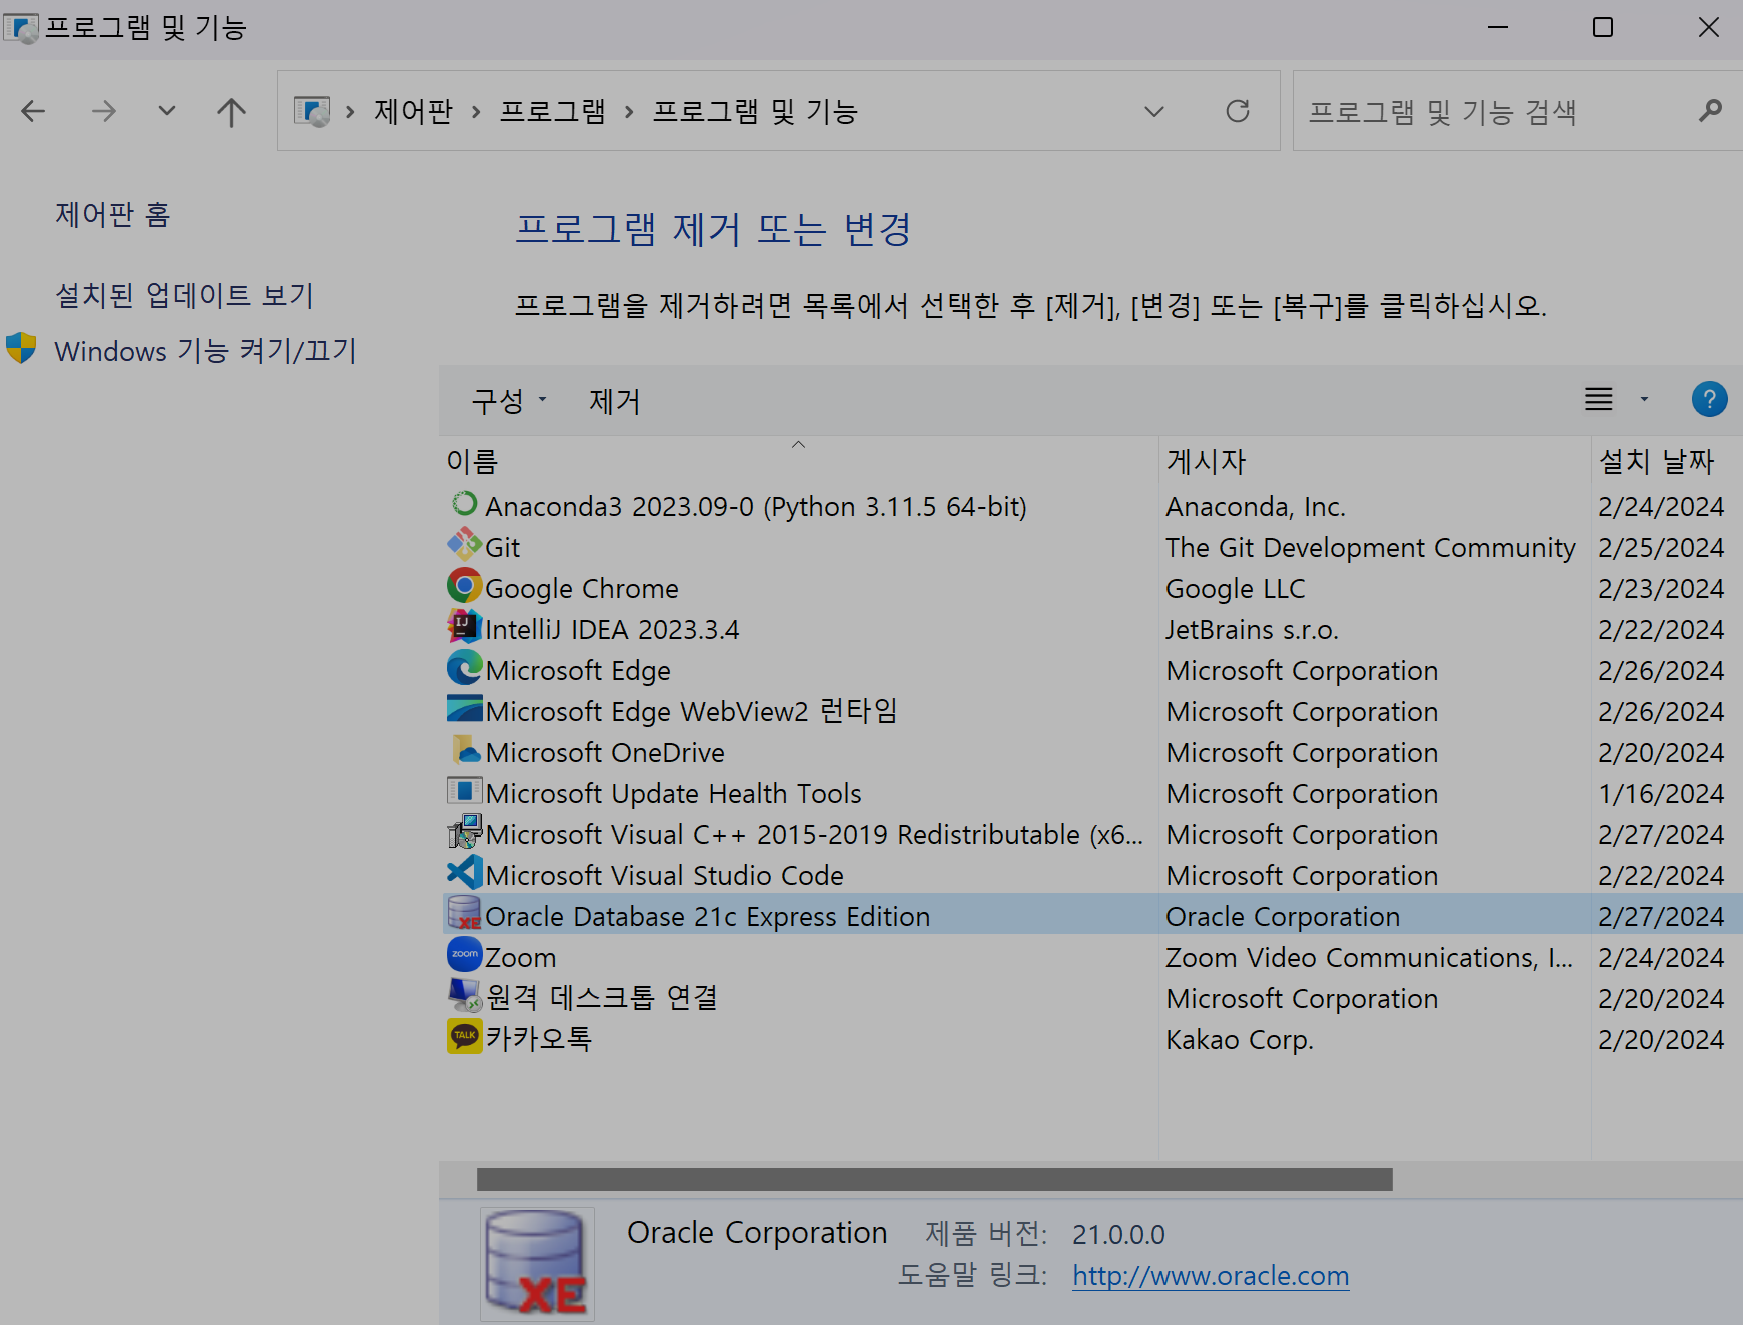 프로그램 및 기능
제어판 › 프로그램 › 프로그램 및 기능
프로그램 및 기능 검색
제어판 홈
설치된 업데이트 보기
Windows 기능 켜기/끄기
프로그램 제거 또는 변경
프로그램을 제거하려면 목록에서 선택한 후 [제거], [변경] 또는 [복구]를 클릭하십시오.
구성 제거
이름 게시자 설치 날짜
Anaconda3 2023.09-0 (Python 3.11.5 64-bit) Anaconda, Inc. 2/24/2024
Git The Git Development Community 2/25/2024
Google Chrome Google LLC 2/23/2024
IntelliJ IDEA 2023.3.4 JetBrains s.r.o. 2/22/2024
Microsoft Edge Microsoft Corporation 2/26/2024
Microsoft Edge WebView2 런타임 Microsoft Corporation 2/26/2024
Microsoft OneDrive Microsoft Corporation 2/20/2024
Microsoft Update Health Tools Microsoft Corporation 1/16/2024
Microsoft Visual C++ 2015-2019 Redistributable (x6... Microsoft Corporation 2/27/2024
Microsoft Visual Studio Code Microsoft Corporation 2/22/2024
Oracle Database 21c Express Edition Oracle Corporation 2/27/2024
Zoom Zoom Video Communications, I... 2/24/2024
원격 데스크톱 연결 Microsoft Corporation 2/20/2024
카카오톡 Kakao Corp. 2/20/2024
XE
Oracle Corporation 제품 버전: 21.0.0.0
도움말 링크: http://www.oracle.com